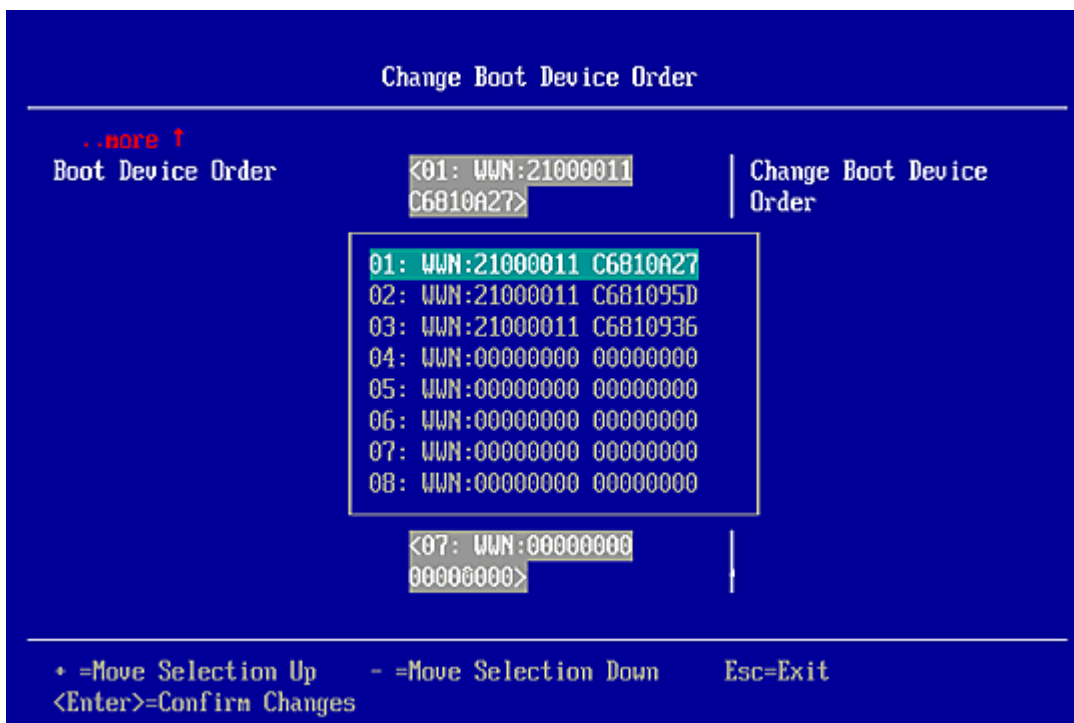 Change Boot Device Order
..more ↑
Boot Device Order
<01: WWN:21000011
C6810A27>
Change Boot Device
Order
01: WWN:21000011 C6810A27
02: WWN:21000011 C681095D
03: WWN:21000011 C6810936
04: WWN:00000000 00000000
05: WWN:00000000 00000000
06: WWN:00000000 00000000
07: WWN:00000000 00000000
08: WWN:00000000 00000000
<07: WWN:00000000
00000000>
+ =Move Selection Up - =Move Selection Down Esc=Exit
<Enter>=Confirm Changes